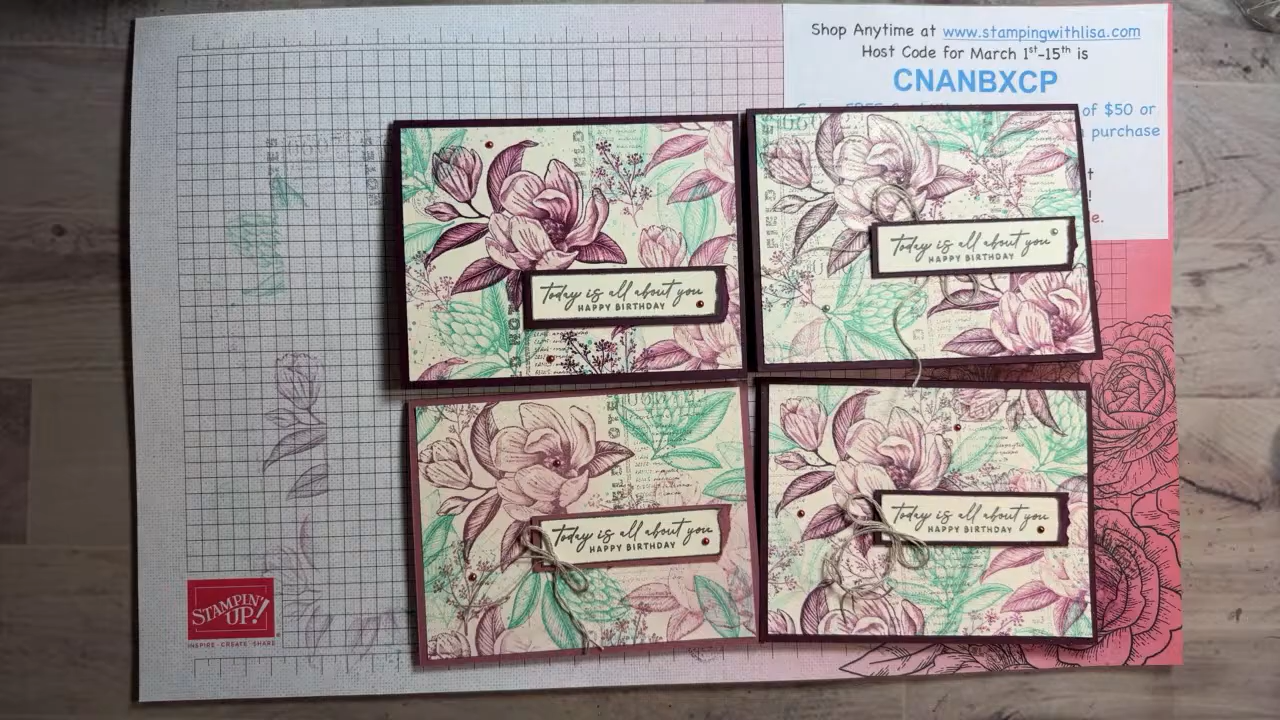 Shop Anytime at www.stampingwithlisa.com
Host Code for March 1st-15th is
CNANBXCP
of $50 or
purchase
today is all about you
HAPPY BIRTHDAY
today is all about you
HAPPY BIRTHDAY
today is all about you
HAPPY BIRTHDAY
today is all about you
HAPPY BIRTHDAY
STAMPIN' UP!
INSPIRE · CREATE · SHARE